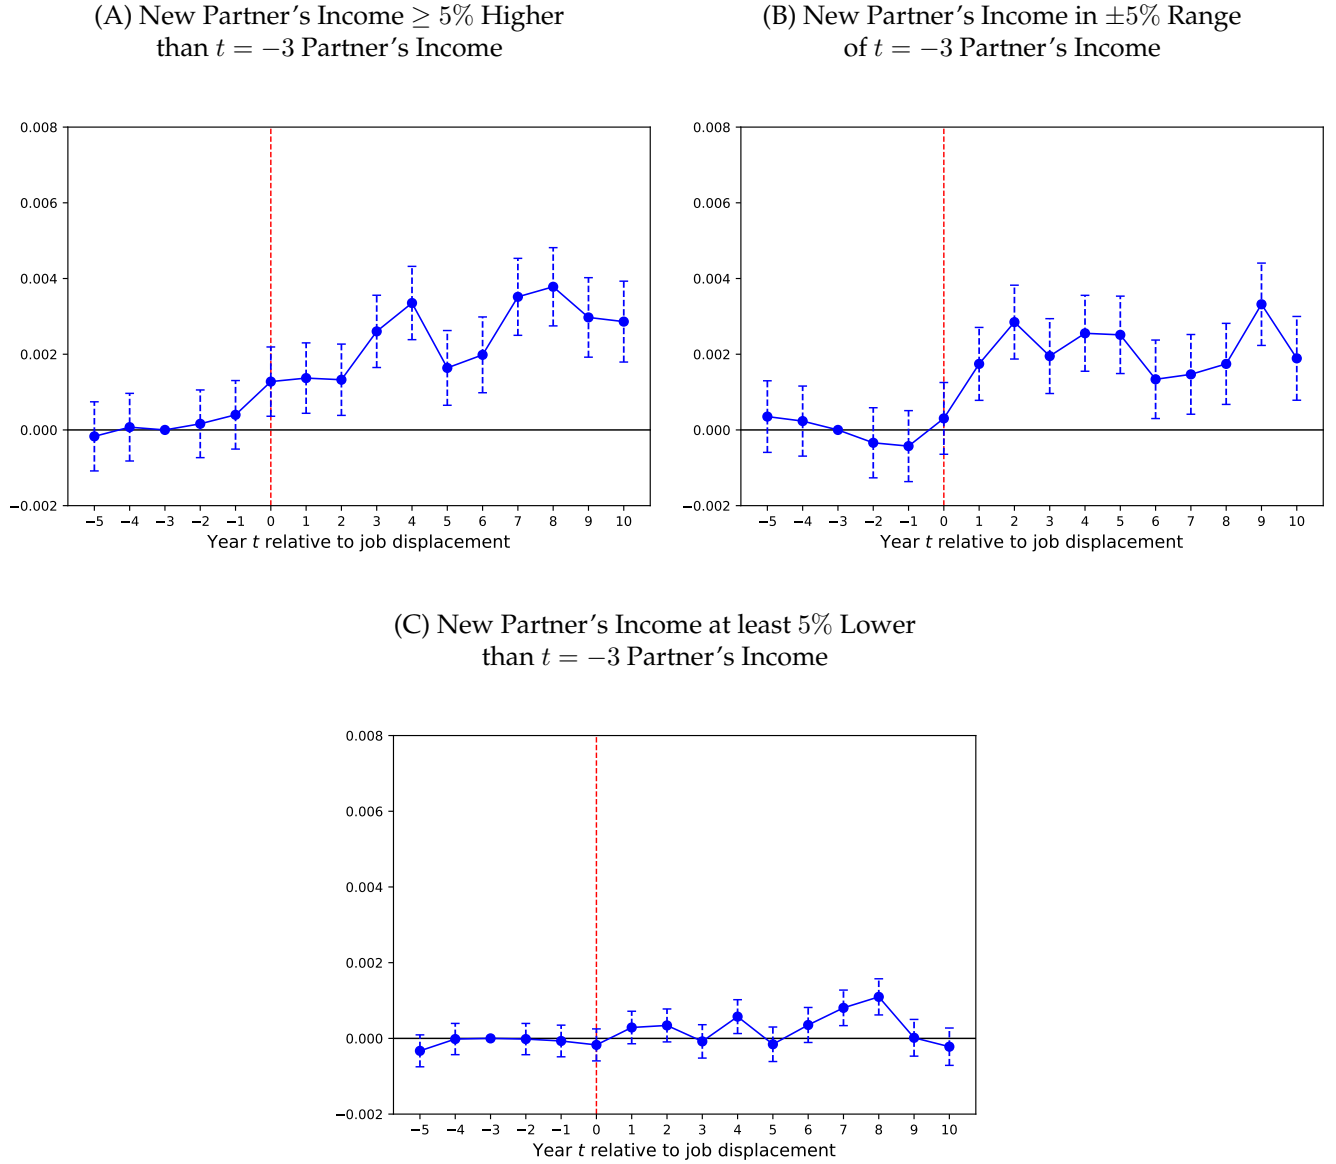 (A) New Partner's Income ≥ 5% Higher
than t = −3 Partner's Income
0.008
0.006
0.004
0.002
0.000
−0.002
−5 −4 −3 −2 −1 0 1 2 3 4 5 6 7 8 9 10
Year t relative to job displacement
(B) New Partner's Income in ±5% Range
of t = −3 Partner's Income
0.008
0.006
0.004
0.002
0.000
−0.002
−5 −4 −3 −2 −1 0 1 2 3 4 5 6 7 8 9 10
Year t relative to job displacement
(C) New Partner's Income at least 5% Lower
than t = −3 Partner's Income
0.008
0.006
0.004
0.002
0.000
−0.002
−5 −4 −3 −2 −1 0 1 2 3 4 5 6 7 8 9 10
Year t relative to job displacement